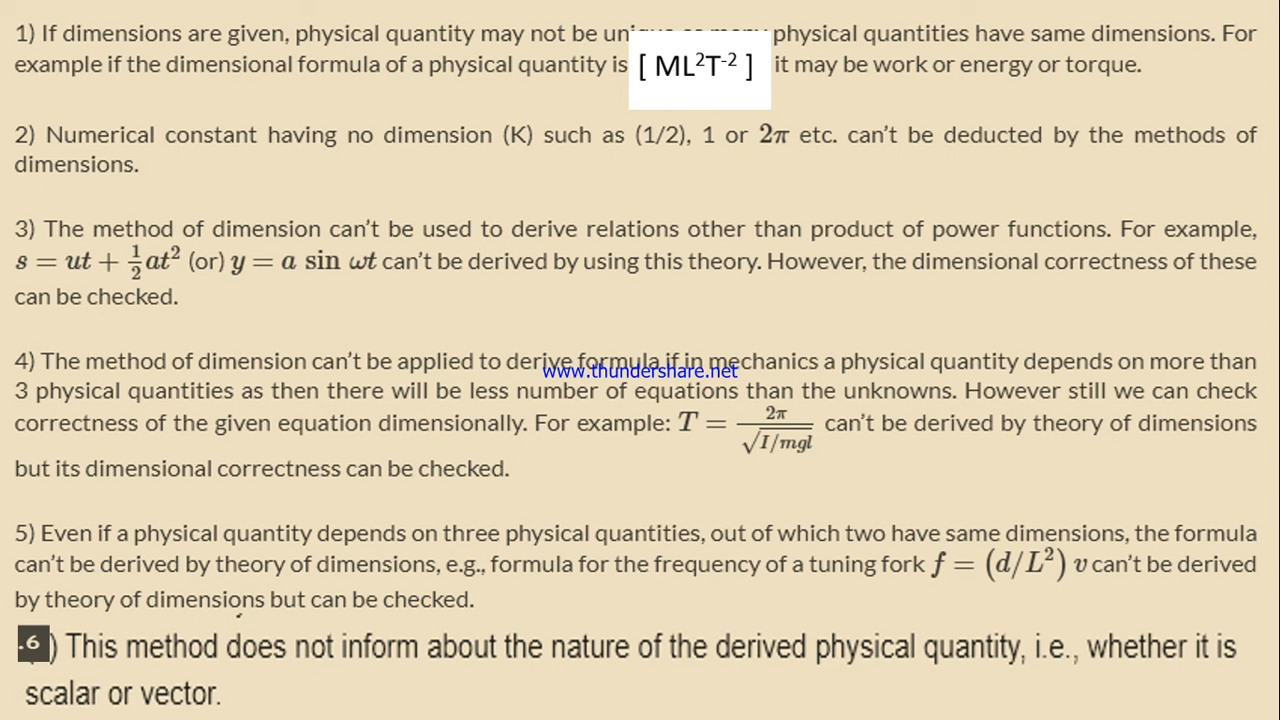 1) If dimensions are given, physical quantity may not be physical quantities have same dimensions. For
example if the dimensional formula of a physical quantity is [ ML²T⁻² ] it may be work or energy or torque.
2) Numerical constant having no dimension (K) such as (1/2), 1 or 2π etc. can't be deducted by the methods of
dimensions.
3) The method of dimension can't be used to derive relations other than product of power functions. For example,
s = ut + ½at² (or) y = a sin ωt can't be derived by using this theory. However, the dimensional correctness of these
can be checked.
4) The method of dimension can't be applied to derive formula if in mechanics a physical quantity depends on more than
www.thundershare.net
3 physical quantities as then there will be less number of equations than the unknowns. However still we can check
correctness of the given equation dimensionally. For example: T = 2π/√I/mgl can't be derived by theory of dimensions
but its dimensional correctness can be checked.
5) Even if a physical quantity depends on three physical quantities, out of which two have same dimensions, the formula
can't be derived by theory of dimensions, e.g., formula for the frequency of a tuning fork f = (d/L²) v can't be derived
by theory of dimensions but can be checked.
.6) This method does not inform about the nature of the derived physical quantity, i.e., whether it is
scalar or vector.